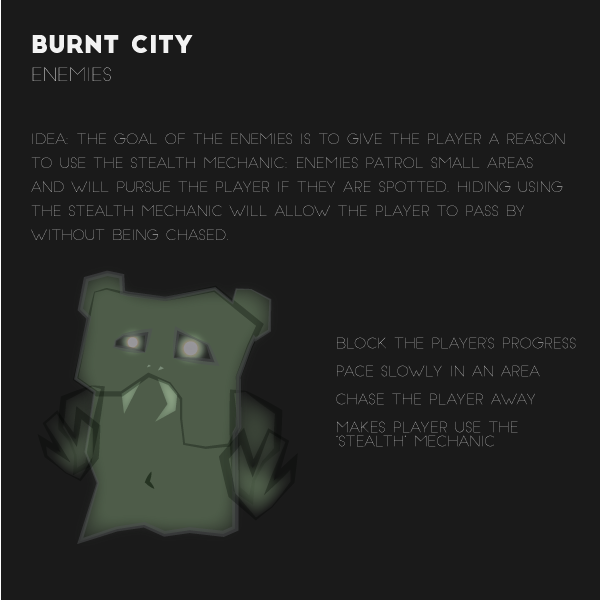 BURNT CITY
ENEMIES
IDEA: THE GOAL OF THE ENEMIES IS TO GIVE THE PLAYER A REASON
TO USE THE STEALTH MECHANIC: ENEMIES PATROL SMALL AREAS
AND WILL PURSUE THE PLAYER IF THEY ARE SPOTTED. HIDING USING
THE STEALTH MECHANIC WILL ALLOW THE PLAYER TO PASS BY
WITHOUT BEING CHASED.
BLOCK THE PLAYER'S PROGRESS
PACE SLOWLY IN AN AREA
CHASE THE PLAYER AWAY
MAKES PLAYER USE THE
'STEALTH' MECHANIC